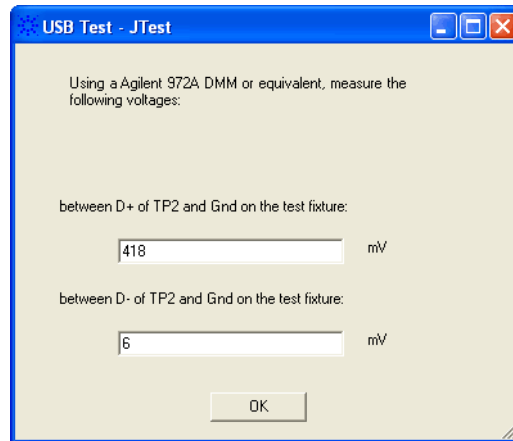 USB Test - JTest
Using a Agilent 972A DMM or equivalent, measure the
following voltages:
between D+ of TP2 and Gnd on the test fixture:
418 mV
between D- of TP2 and Gnd on the test fixture:
6 mV
OK